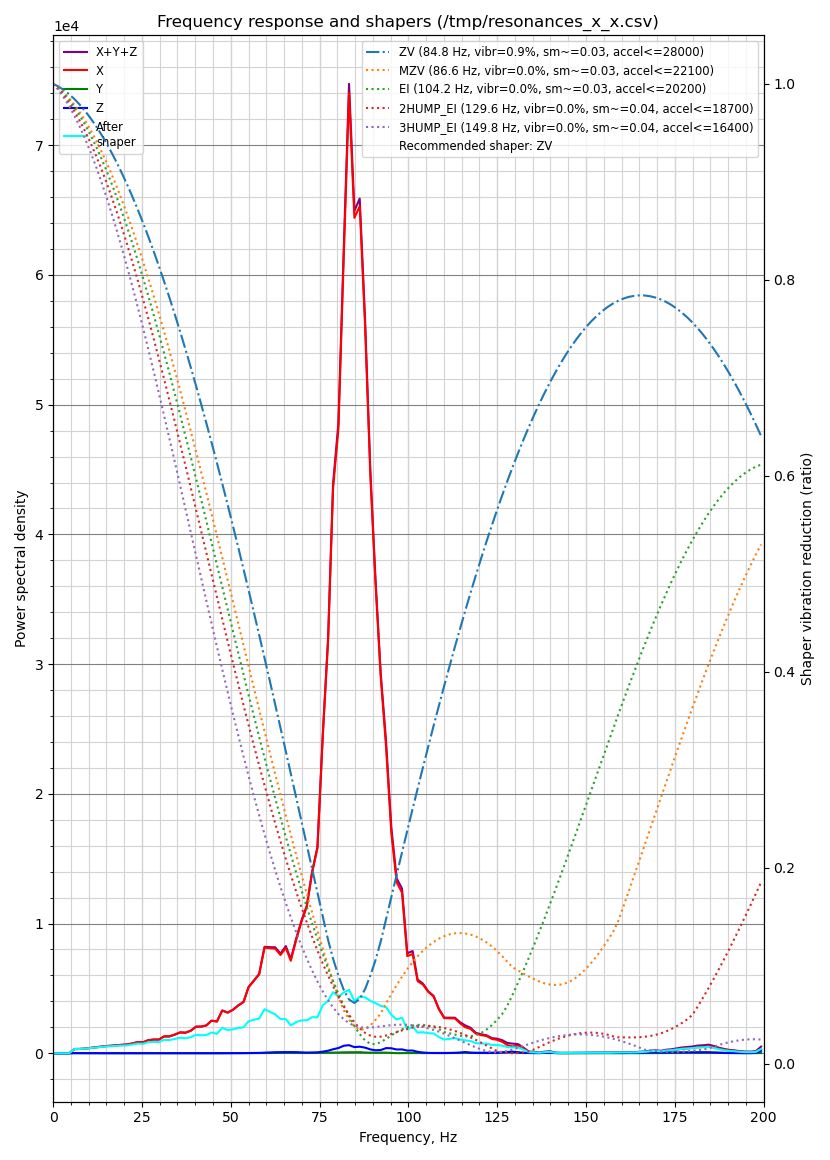 Frequency response and shapers (/tmp/resonances_x_x.csv)
1e4
X+Y+Z
X
Y
Z
After
shaper
ZV (84.8 Hz, vibr=0.9%, sm~=0.03, accel<=28000)
MZV (86.6 Hz, vibr=0.0%, sm~=0.03, accel<=22100)
EI (104.2 Hz, vibr=0.0%, sm~=0.03, accel<=20200)
2HUMP_EI (129.6 Hz, vibr=0.0%, sm~=0.04, accel<=18700)
3HUMP_EI (149.8 Hz, vibr=0.0%, sm~=0.04, accel<=16400)
Recommended shaper: ZV
7
6
5
4
3
2
1
0
Power spectral density
1.0
0.8
0.6
0.4
0.2
0.0
Shaper vibration reduction (ratio)
0 25 50 75 100 125 150 175 200
Frequency, Hz